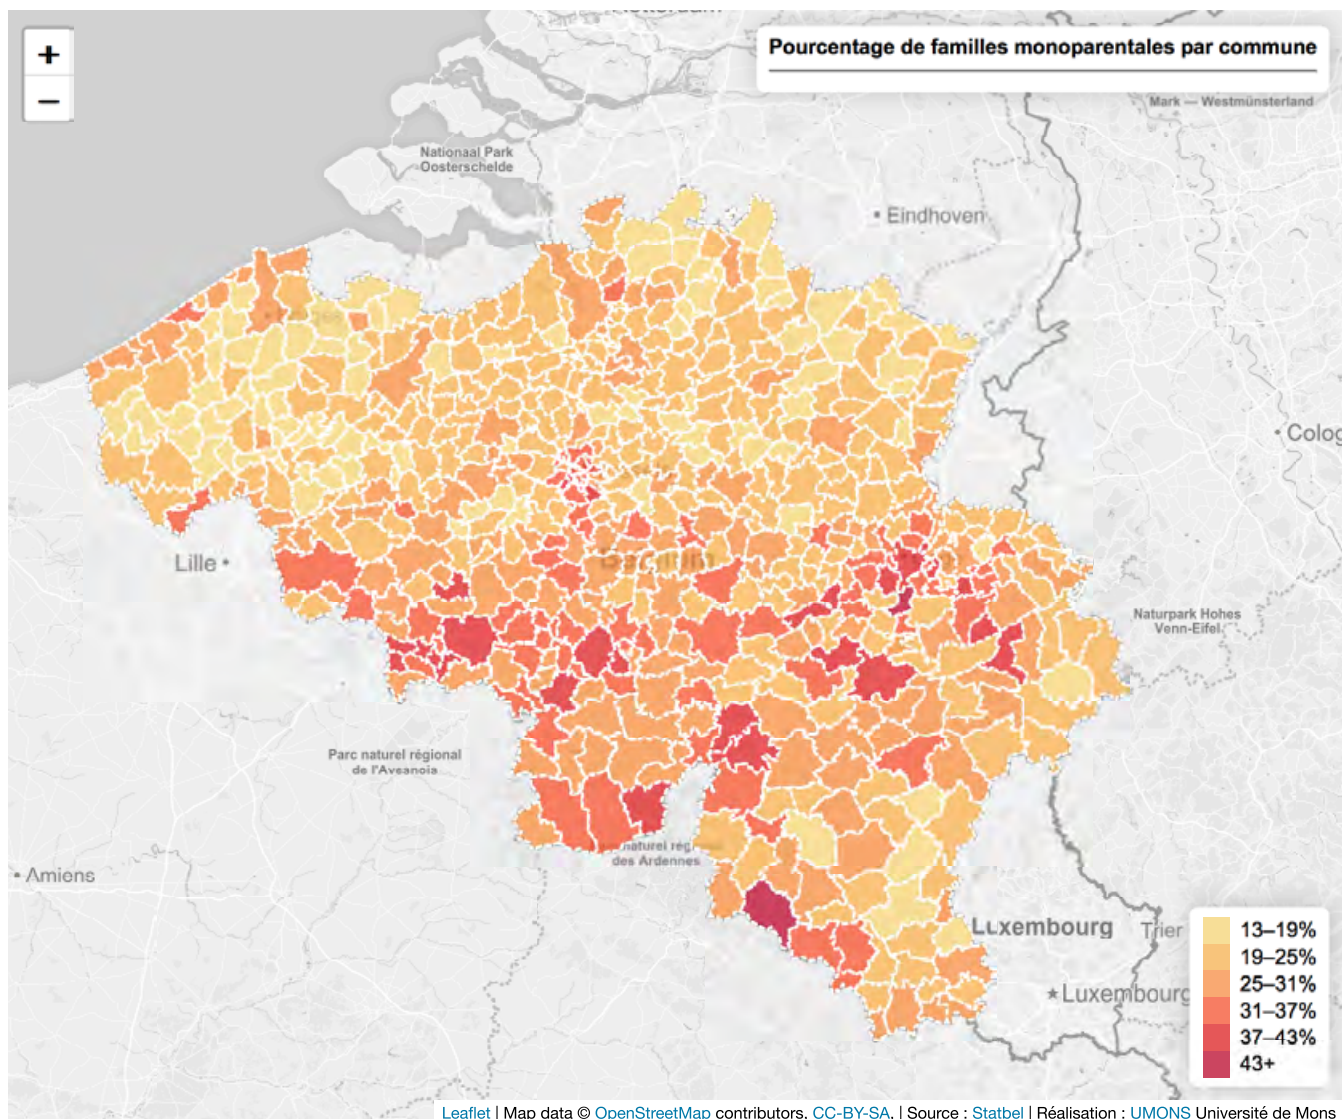 +
−
Pourcentage de familles monoparentales par commune
Mark — Westmünsterland
Nationaal Park
Oosterschelde
Eindhoven
Cologne
Lille
Belgium
Naturpark Hohes
Venn-Eifel
Parc naturel régional
de l'Avesnois
des Ardennes
Amiens
Luxembourg
Trier
Luxembourg
13–19%
19–25%
25–31%
31–37%
37–43%
43+
Leaflet | Map data © OpenStreetMap contributors, CC-BY-SA, | Source : Statbel | Réalisation : UMONS Université de Mons